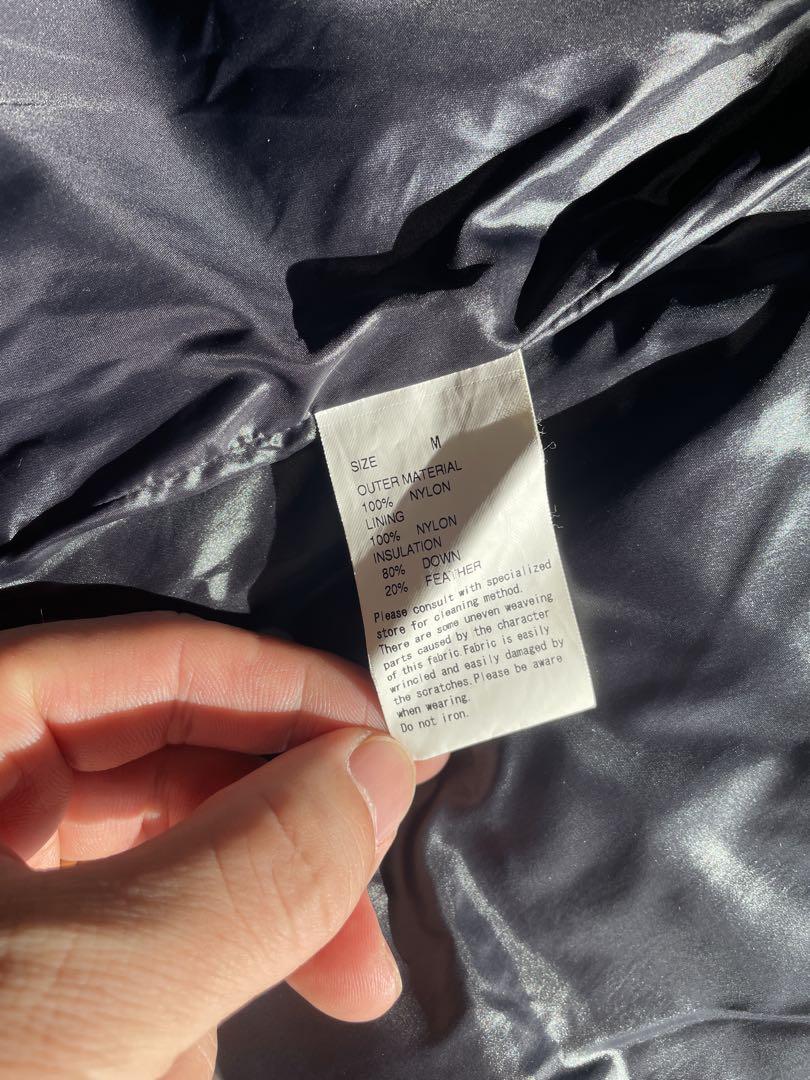 SIZE M
OUTER MATERIAL
100% NYLON
LINING
100% NYLON
INSULATION
80% DOWN
20% FEATHER
Please consult with specialized
store for cleaning method.
There are some uneven weaveing
parts caused by the character
of this fabric.Fabric is easily
wrincled and easily damaged by
the scratches.Please be aware
when wearing.
Do not iron.